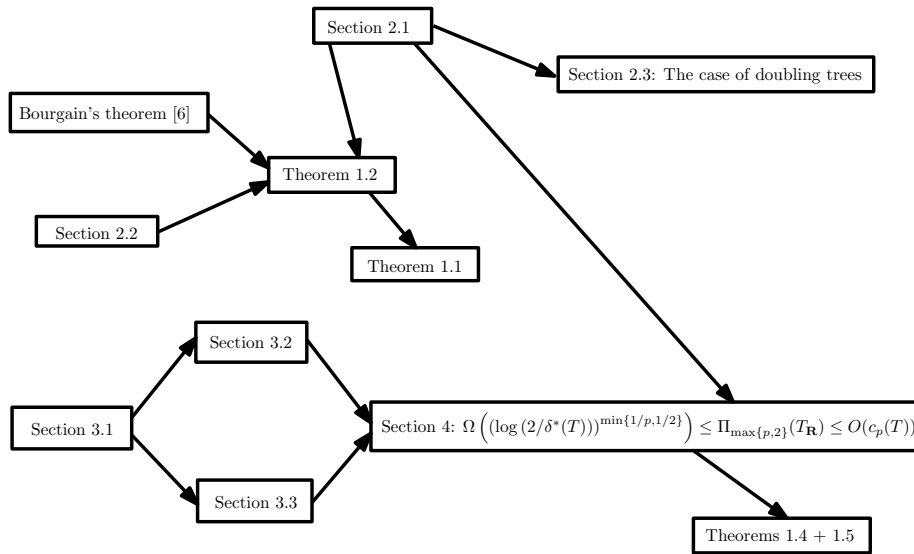 Section 2.1
Section 2.3: The case of doubling trees
Bourgain's theorem [6]
Theorem 1.2
Section 2.2
Theorem 1.1
Section 3.2
Section 3.1
Section 4: Ω ((log (2/δ*(T)))^{min{1/p,1/2}}) ≤ Π_{max{p,2}}(T_𝐑) ≤ O(c_p(T))
Section 3.3
Theorems 1.4 + 1.5